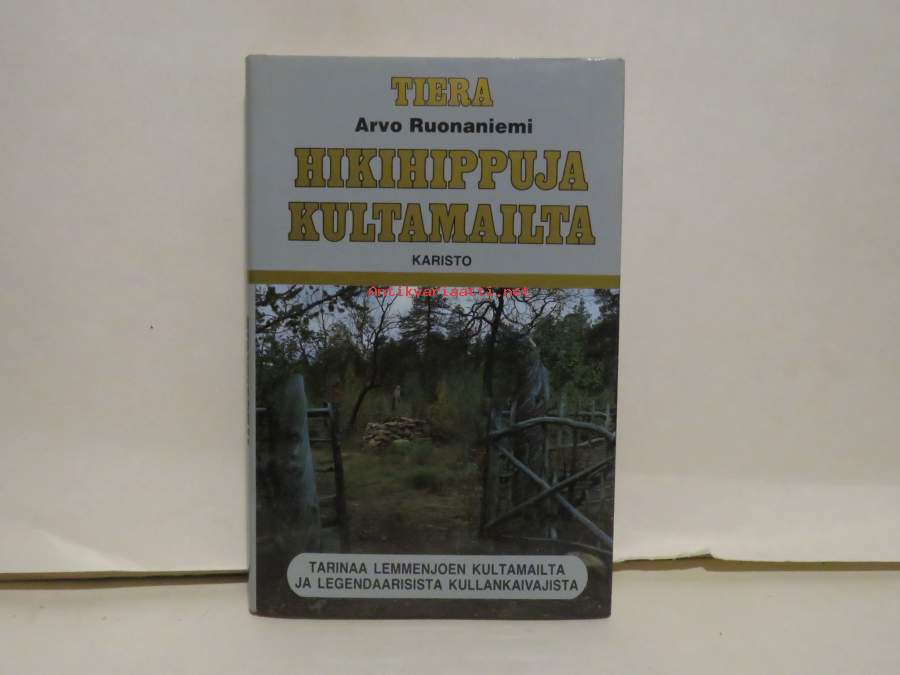 TIERA
Arvo Ruonaniemi
HIKIHIPPUJA
KULTAMAILTA
KARISTO
Antikvariaatti.net
TARINAA LEMMENJOEN KULTAMAILTA
JA LEGENDAARISISTA KULLANKAIVAJISTA